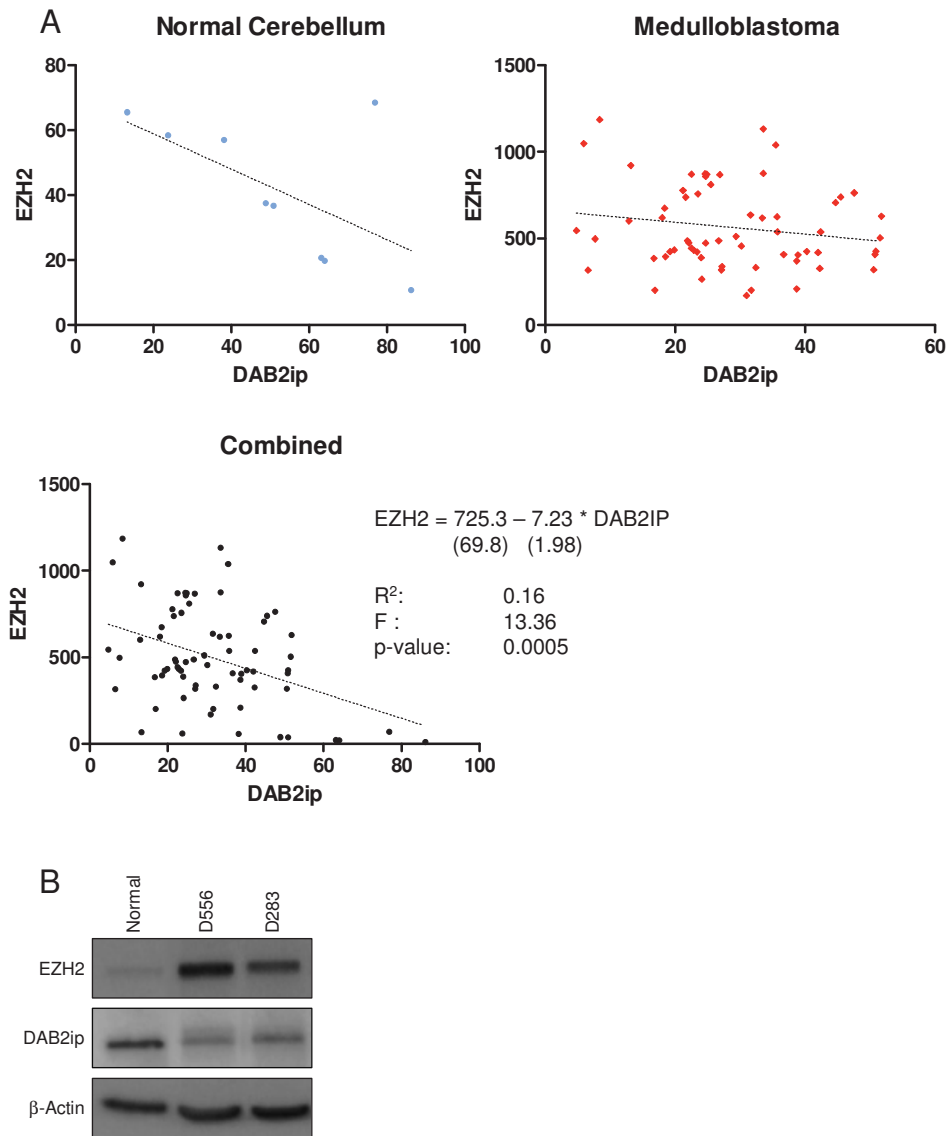 A
Normal Cerebellum
80
60
40
20
0
EZH2
0 20 40 60 80 100
DAB2ip
Medulloblastoma
1500
1000
500
0
EZH2
0 20 40 60
DAB2ip
Combined
1500
1000
500
0
EZH2
0 20 40 60 80 100
DAB2ip
EZH2 = 725.3 – 7.23 * DAB2IP
(69.8) (1.98)
R²: 0.16
F : 13.36
p-value: 0.0005
B
Normal D556 D283
EZH2
DAB2ip
β-Actin